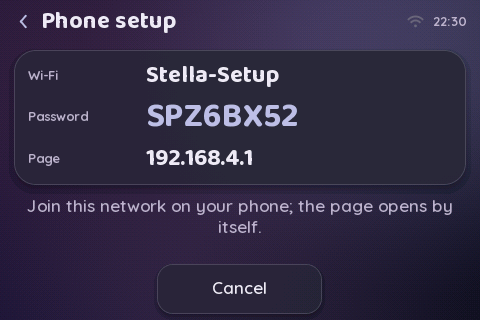 Phone setup
22:30
Wi-Fi Stella-Setup
Password SPZ6BX52
Page 192.168.4.1
Join this network on your phone; the page opens by
itself.
Cancel